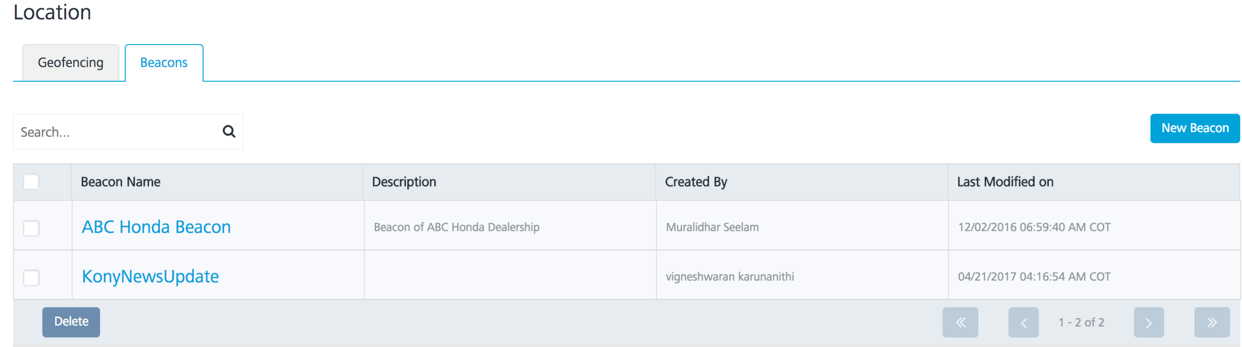 Location
Geofencing Beacons
Search...
New Beacon
Beacon Name Description Created By Last Modified on
ABC Honda Beacon Beacon of ABC Honda Dealership Muralidhar Seelam 12/02/2016 06:59:40 AM COT
KonyNewsUpdate vigneshwaran karunanithi 04/21/2017 04:16:54 AM COT
Delete 1 - 2 of 2